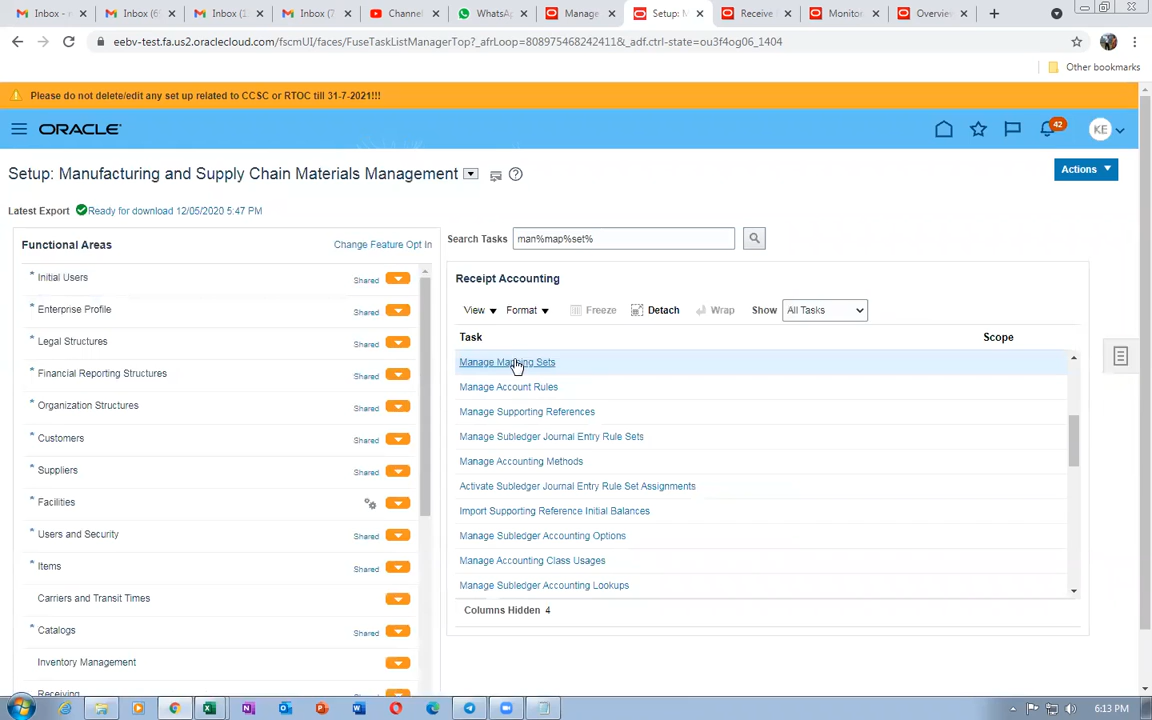 Inbox -
Inbox (6
Inbox (1
Inbox (7
Channel
WhatsA
Manage
Setup: M
Receive
Monitor
Overview
eebv-test.fa.us2.oraclecloud.com/fscmUI/faces/FuseTaskListManagerTop?_afrLoop=808975468242411&_adf.ctrl-state=ou3f4og06_1404
Other bookmarks
Please do not delete/edit any set up related to CCSC or RTOC till 31-7-2021!!!
ORACLE
42
KE
Setup: Manufacturing and Supply Chain Materials Management
Actions
Latest Export Ready for download 12/05/2020 5:47 PM
Functional Areas
Change Feature Opt In
* Initial Users Shared
* Enterprise Profile Shared
* Legal Structures Shared
* Financial Reporting Structures Shared
* Organization Structures Shared
* Customers Shared
* Suppliers Shared
* Facilities
* Users and Security Shared
* Items Shared
Carriers and Transit Times
* Catalogs Shared
Inventory Management
Receiving
Search Tasks man%map%set%
Receipt Accounting
View Format Freeze Detach Wrap Show All Tasks
Task Scope
Manage Mapping Sets
Manage Account Rules
Manage Supporting References
Manage Subledger Journal Entry Rule Sets
Manage Accounting Methods
Activate Subledger Journal Entry Rule Set Assignments
Import Supporting Reference Initial Balances
Manage Subledger Accounting Options
Manage Accounting Class Usages
Manage Subledger Accounting Lookups
Columns Hidden 4
6:13 PM